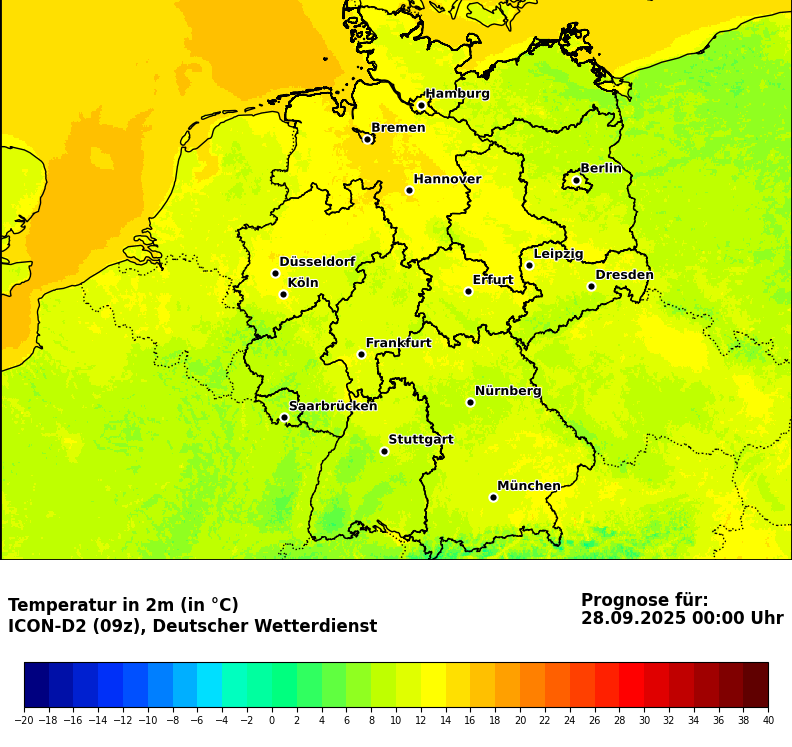 Hamburg
Bremen
Berlin
Hannover
Leipzig
Düsseldorf
Dresden
Köln
Erfurt
Frankfurt
Nürnberg
Saarbrücken
Stuttgart
München
Temperatur in 2m (in °C)
ICON-D2 (09z), Deutscher Wetterdienst
Prognose für:
28.09.2025 00:00 Uhr
−20 −18 −16 −14 −12 −10 −8 −6 −4 −2 0 2 4 6 8 10 12 14 16 18 20 22 24 26 28 30 32 34 36 38 40